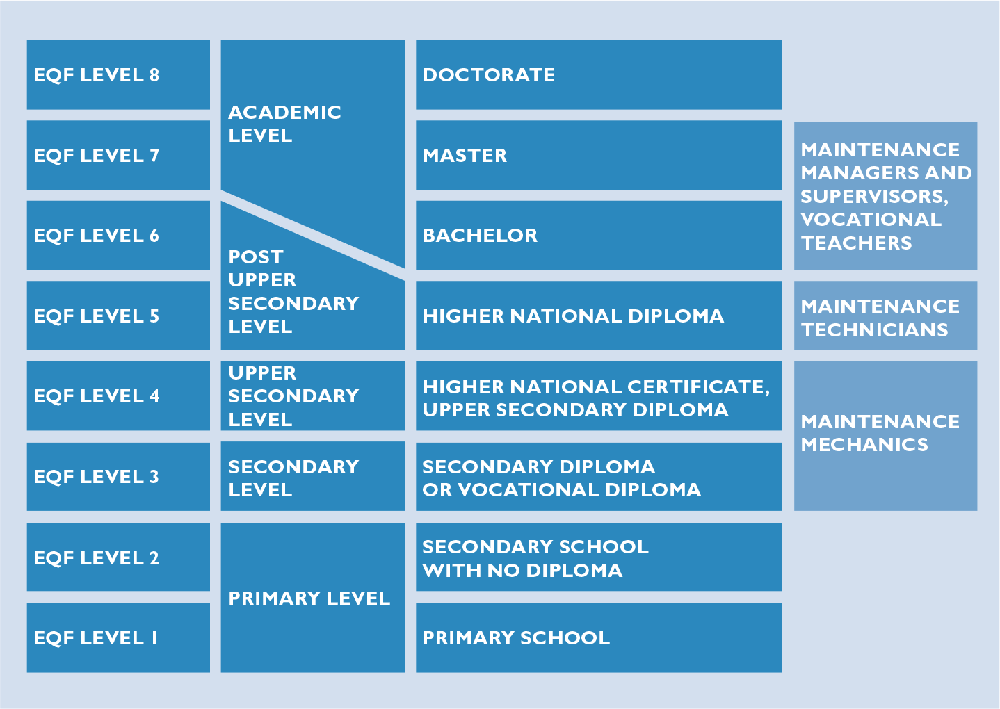 EQF LEVEL 8
ACADEMIC
LEVEL
DOCTORATE
EQF LEVEL 7
MASTER
MAINTENANCE
MANAGERS AND
SUPERVISORS,
VOCATIONAL
TEACHERS
EQF LEVEL 6
POST
UPPER
SECONDARY
LEVEL
BACHELOR
EQF LEVEL 5
HIGHER NATIONAL DIPLOMA
MAINTENANCE
TECHNICIANS
EQF LEVEL 4
UPPER
SECONDARY
LEVEL
HIGHER NATIONAL CERTIFICATE,
UPPER SECONDARY DIPLOMA
MAINTENANCE
MECHANICS
EQF LEVEL 3
SECONDARY
LEVEL
SECONDARY DIPLOMA
OR VOCATIONAL DIPLOMA
EQF LEVEL 2
PRIMARY LEVEL
SECONDARY SCHOOL
WITH NO DIPLOMA
EQF LEVEL 1
PRIMARY SCHOOL